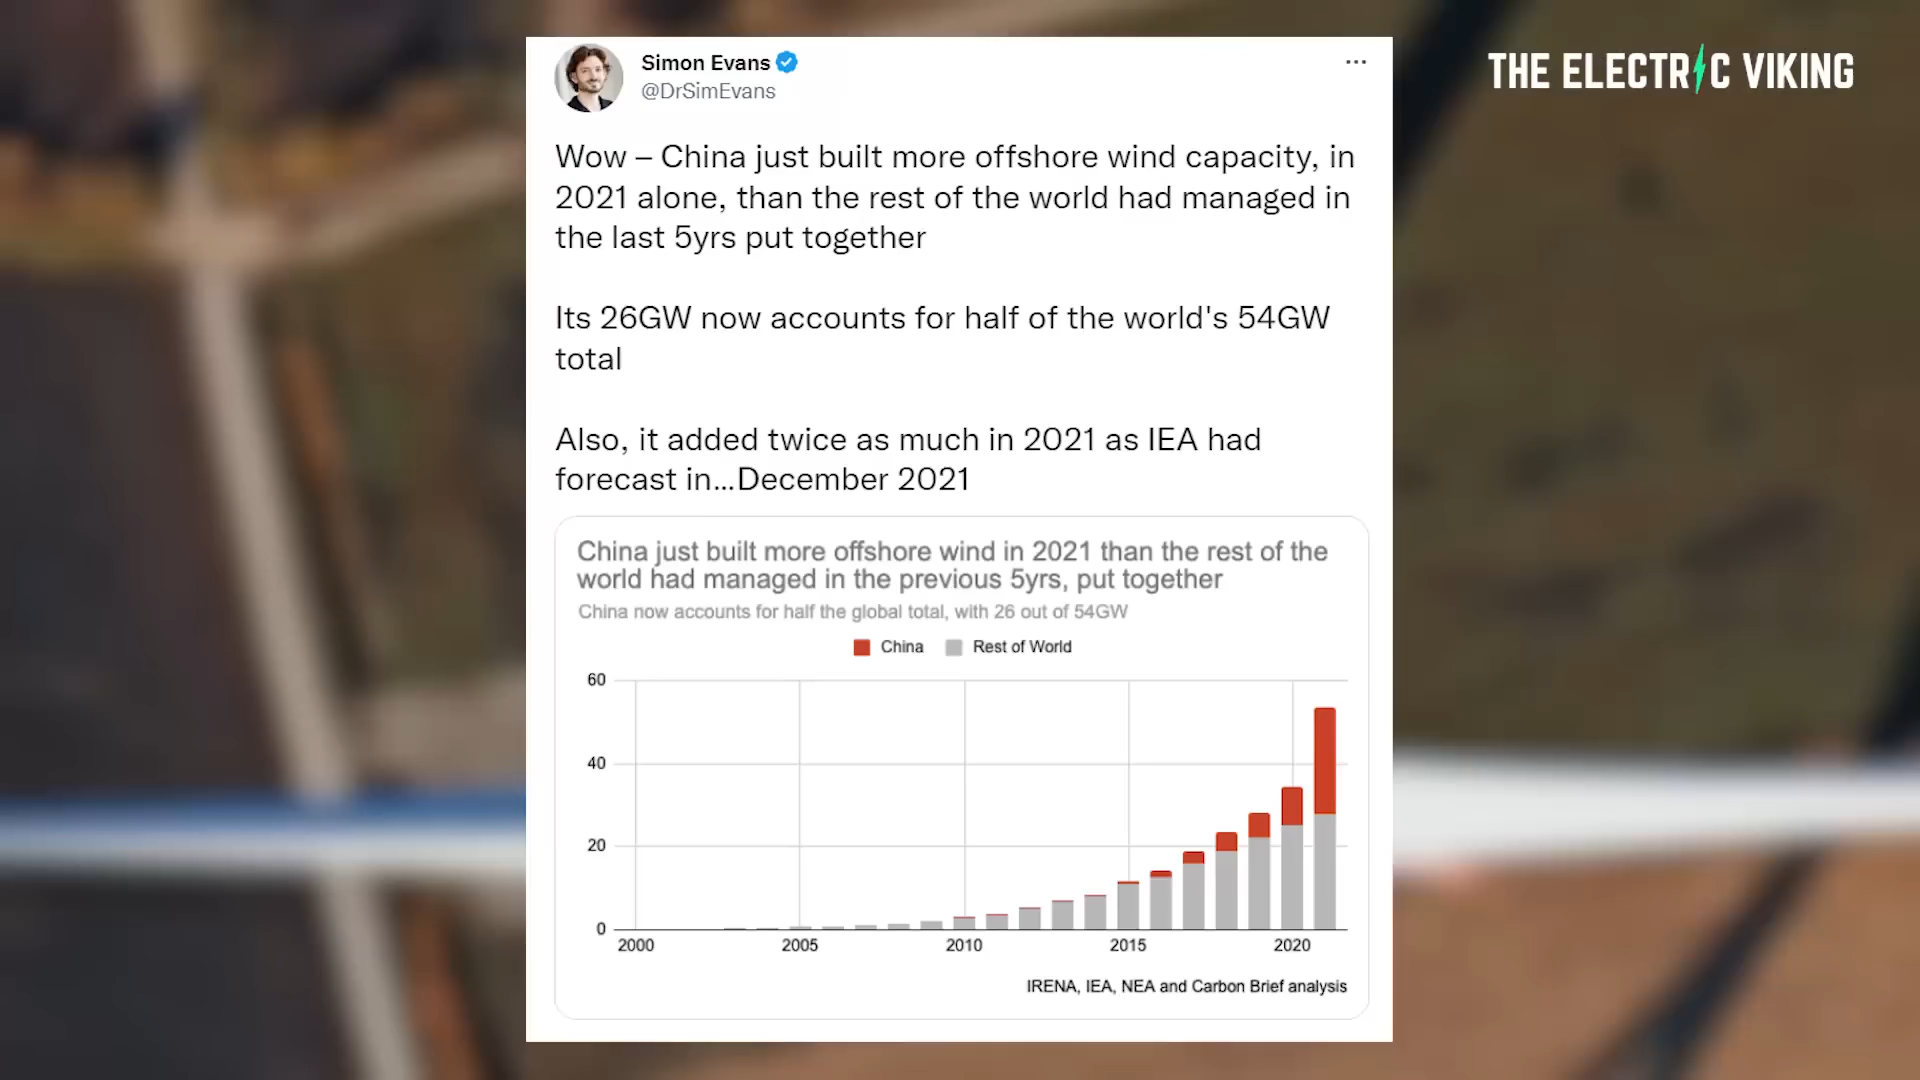 THE ELECTRIC VIKING
Simon Evans
@DrSimEvans
Wow – China just built more offshore wind capacity, in
2021 alone, than the rest of the world had managed in
the last 5yrs put together
Its 26GW now accounts for half of the world's 54GW
total
Also, it added twice as much in 2021 as IEA had
forecast in...December 2021
China just built more offshore wind in 2021 than the rest of the
world had managed in the previous 5yrs, put together
China now accounts for half the global total, with 26 out of 54GW
China Rest of World
60
40
20
0
2000 2005 2010 2015 2020
IRENA, IEA, NEA and Carbon Brief analysis